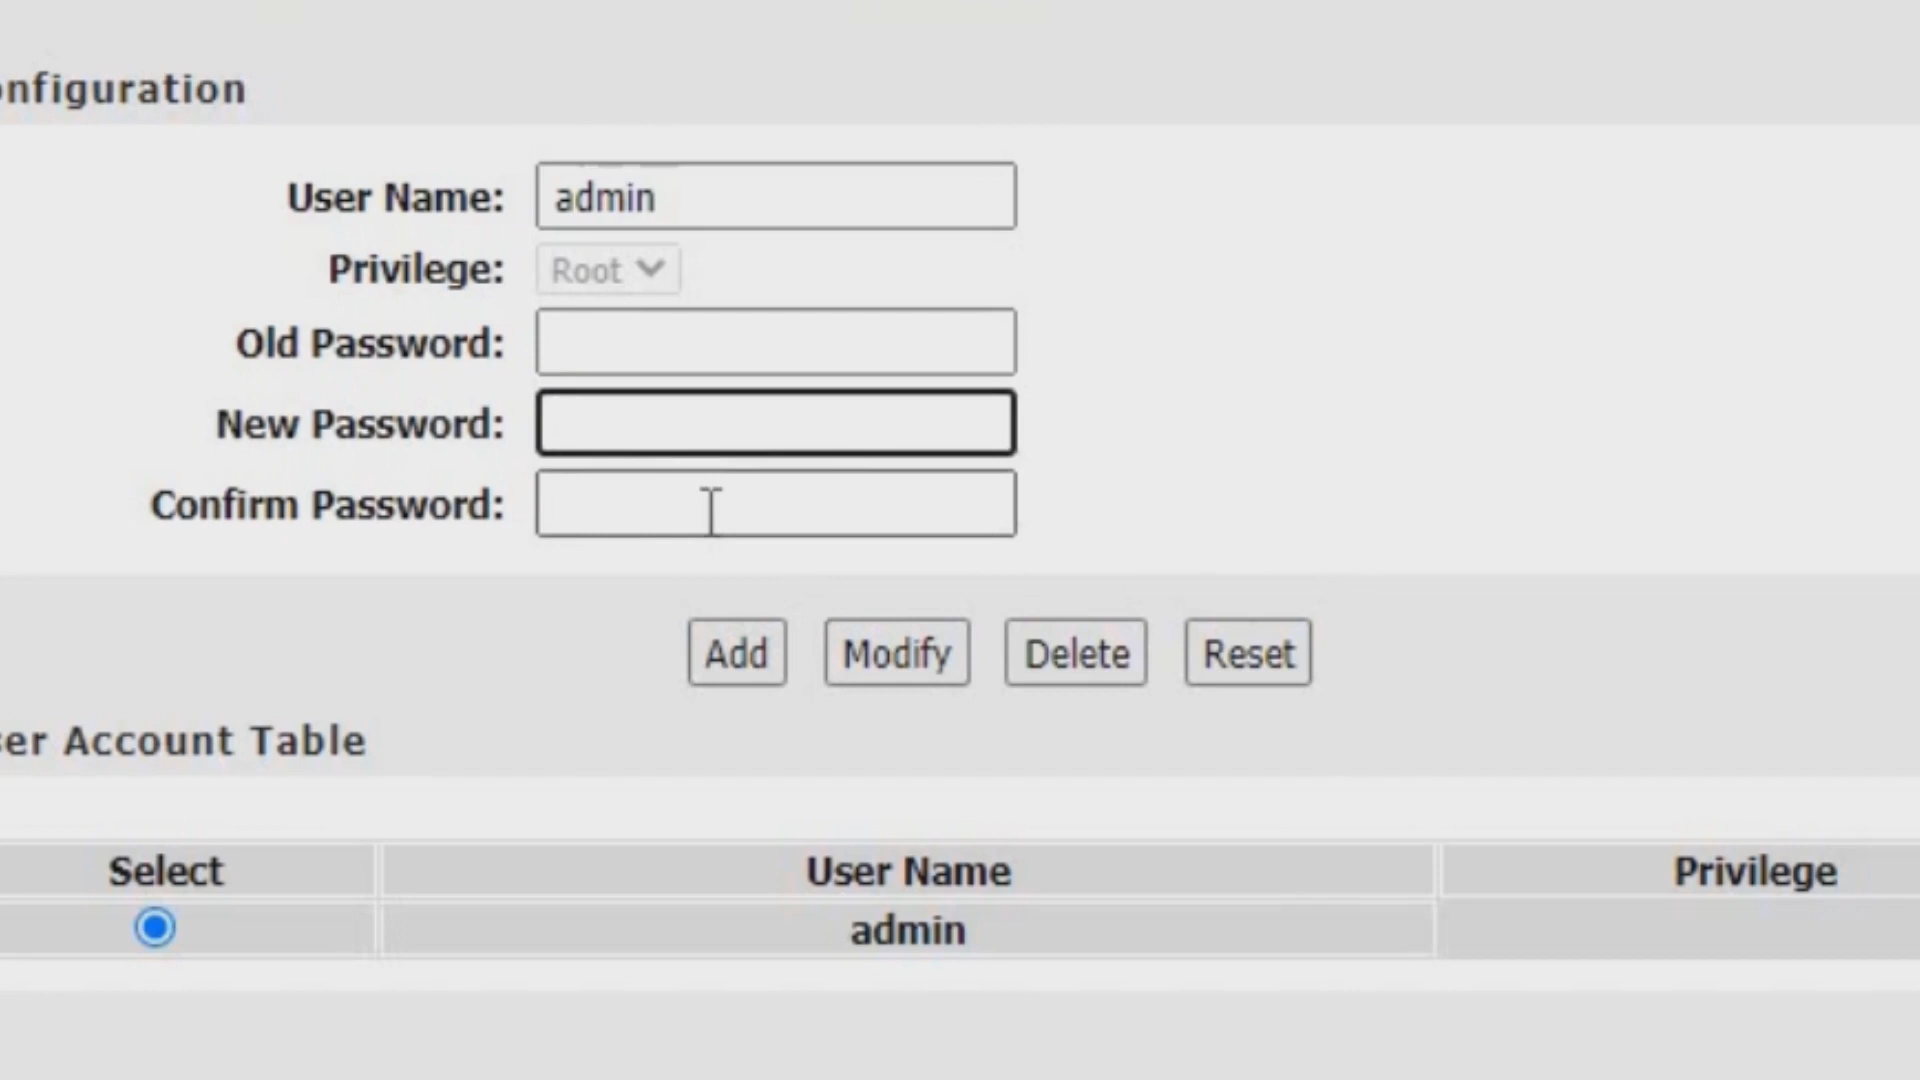 onfiguration
User Name: admin
Privilege: Root
Old Password:
New Password:
Confirm Password:
Add Modify Delete Reset
er Account Table
Select User Name Privilege
admin